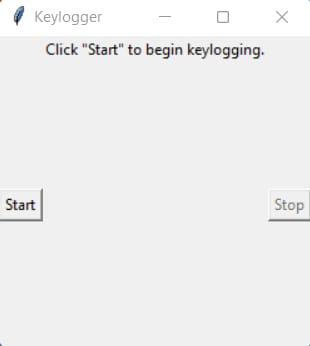 Keylogger
Click "Start" to begin keylogging.
Start
Stop